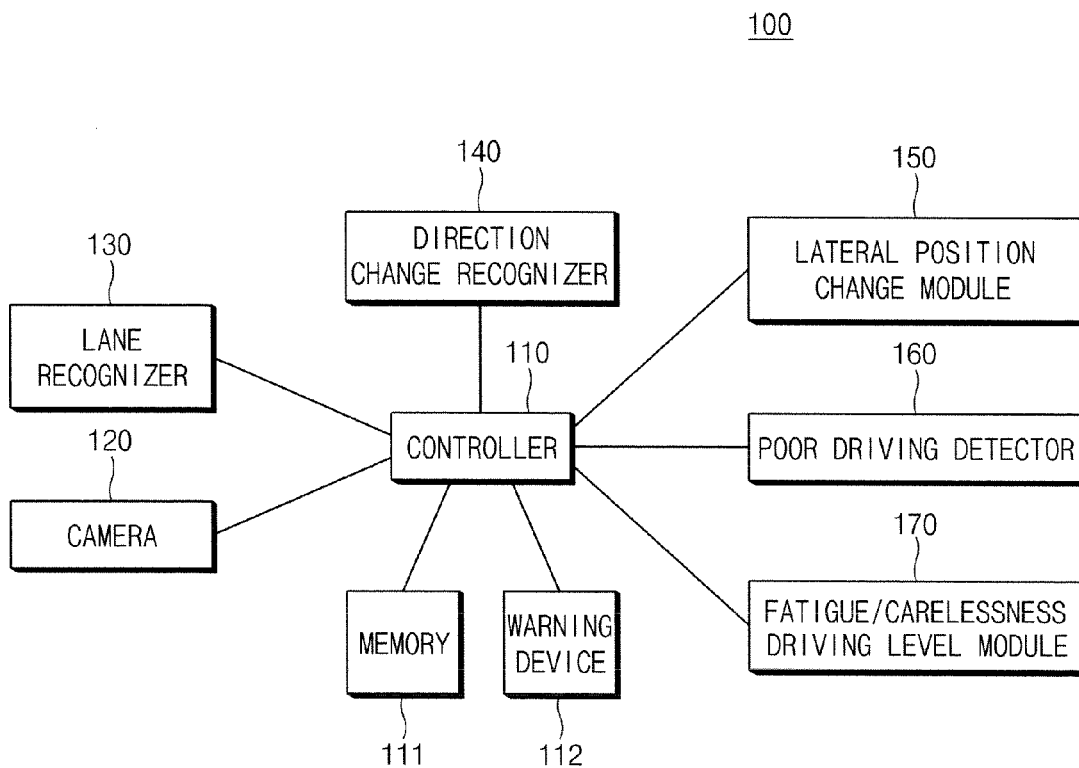 100
140
DIRECTION
CHANGE RECOGNIZER
150
LATERAL POSITION
CHANGE MODULE
130
LANE
RECOGNIZER
110
CONTROLLER
160
POOR DRIVING DETECTOR
120
CAMERA
170
FATIGUE/CARELESSNESS
DRIVING LEVEL MODULE
MEMORY
111
WARNING
DEVICE
112